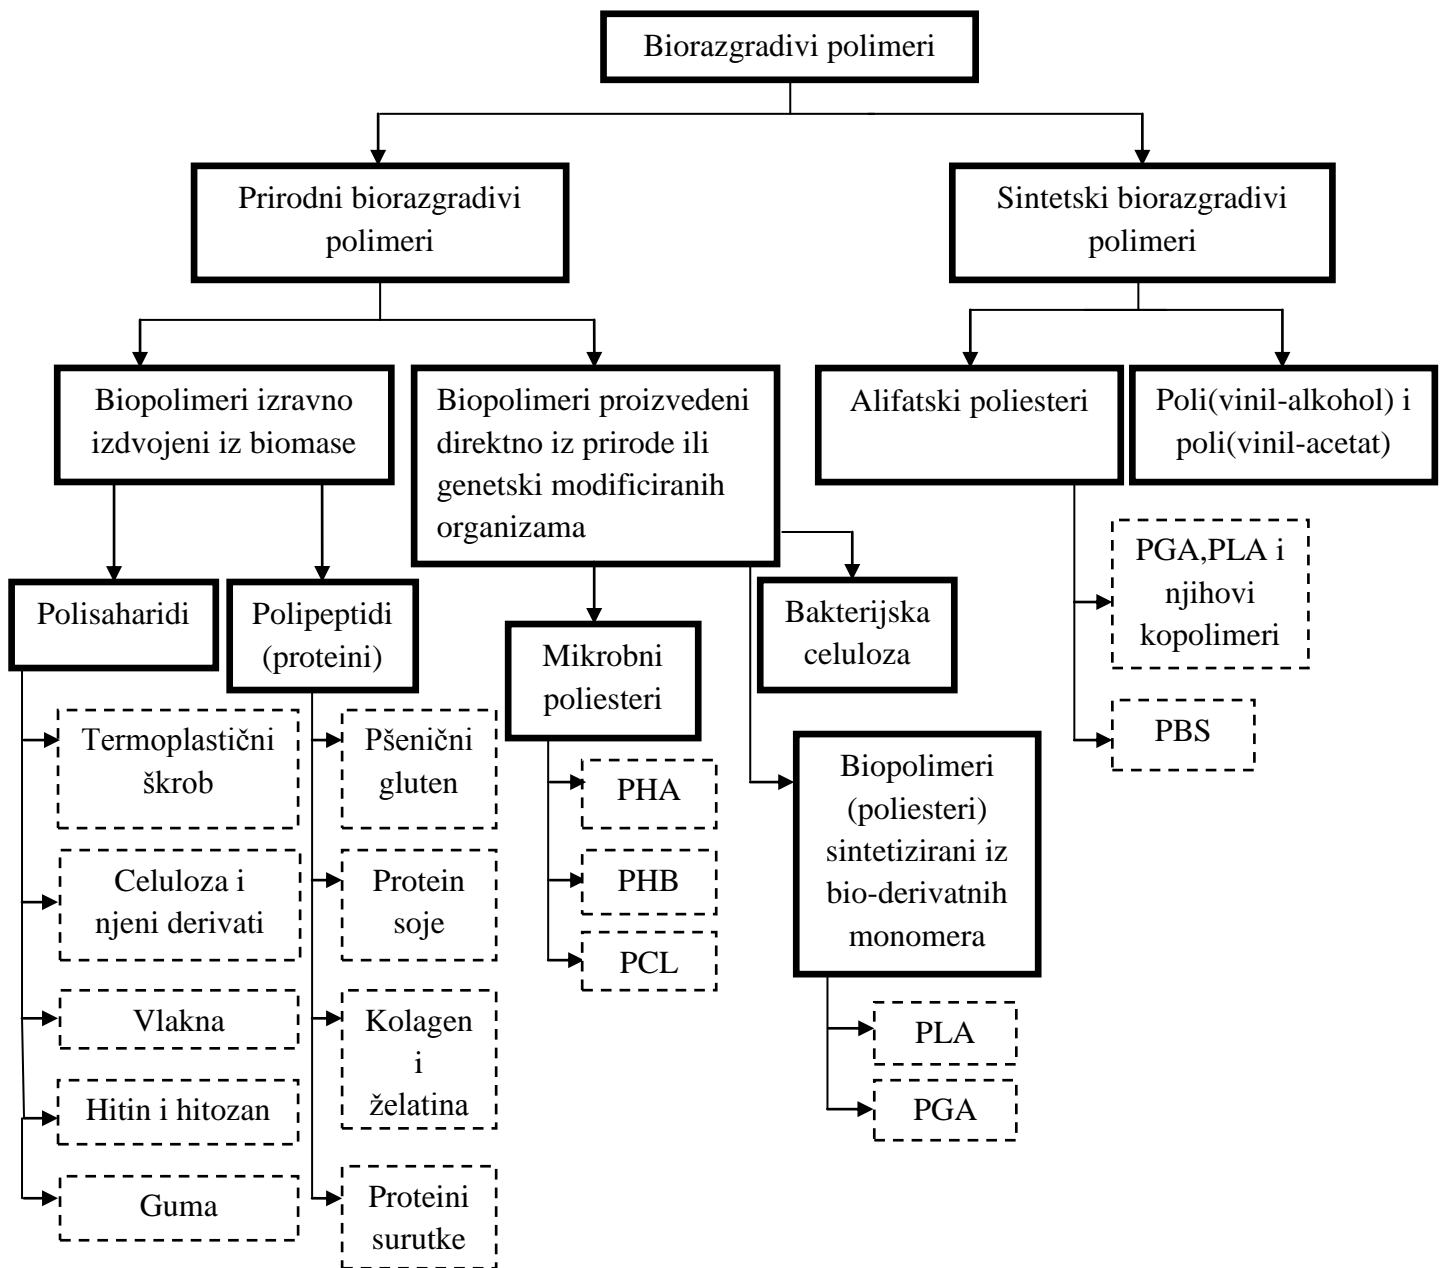 Biorazgradivi polimeri
Prirodni biorazgradivi
polimeri
Sintetski biorazgradivi
polimeri
Biopolimeri izravno
izdvojeni iz biomase
Biopolimeri proizvedeni
direktno iz prirode ili
genetski modificiranih
organizama
Alifatski poliesteri
Poli(vinil-alkohol) i
poli(vinil-acetat)
Polisaharidi
Polipeptidi
(proteini)
Mikrobni
poliesteri
Bakterijska
celuloza
PGA,PLA i
njihovi
kopolimeri
PBS
Termoplastični
škrob
Celuloza i
njeni derivati
Vlakna
Hitin i hitozan
Guma
Pšenični
gluten
Protein
soje
Kolagen
i
želatina
Proteini
surutke
PHA
PHB
PCL
Biopolimeri
(poliesteri)
sintetizirani iz
bio-derivatnih
monomera
PLA
PGA